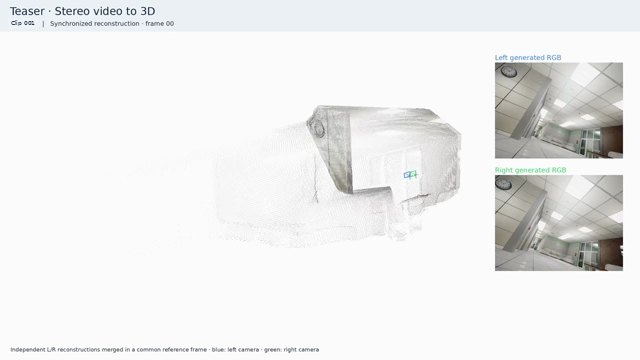 Teaser · Stereo video to 3D
Clip 001 | Synchronized reconstruction · frame 00
Left generated RGB
Right generated RGB
Independent L/R reconstructions merged in a common reference frame · blue: left camera · green: right camera